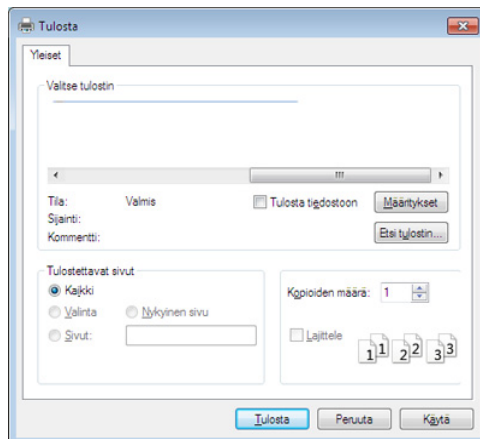 Tulosta
Yleiset
Valitse tulostin
Tila: Valmis
Tulosta tiedostoon
Määritykset
Sijainti:
Kommentti:
Etsi tulostin...
Tulostettavat sivut
Kaikki
Valinta
Nykyinen sivu
Sivut:
Kopioiden määrä: 1
Lajittele
1 1 2 2 3 3
Tulosta
Peruuta
Käytä